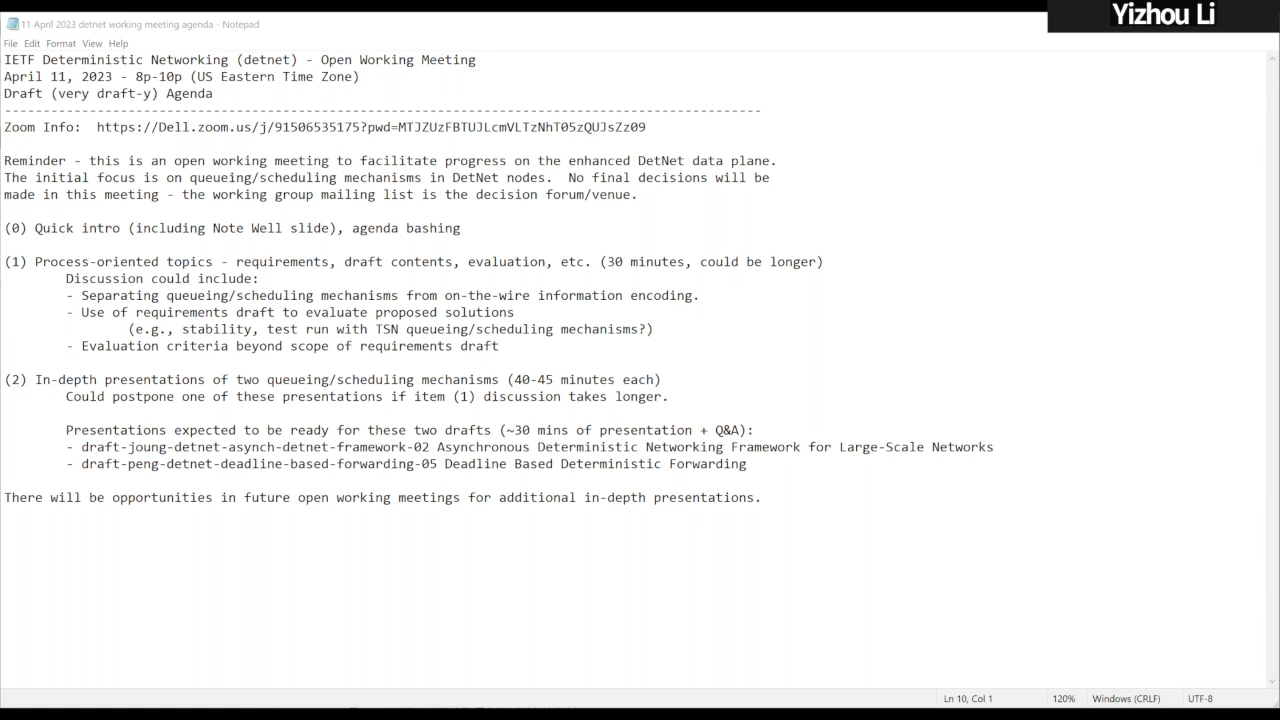 Yizhou Li
11 April 2023 detnet working meeting agenda - Notepad
File Edit Format View Help
IETF Deterministic Networking (detnet) - Open Working Meeting
April 11, 2023 - 8p-10p (US Eastern Time Zone)
Draft (very draft-y) Agenda
--------------------------------------------------------------------------------------------------
Zoom Info:  https://Dell.zoom.us/j/91506535175?pwd=MTJZUzFBTUJLcmVLTzNhT05zQUJsZz09
Reminder - this is an open working meeting to facilitate progress on the enhanced DetNet data plane.
The initial focus is on queueing/scheduling mechanisms in DetNet nodes.  No final decisions will be
made in this meeting - the working group mailing list is the decision forum/venue.
(0) Quick intro (including Note Well slide), agenda bashing
(1) Process-oriented topics - requirements, draft contents, evaluation, etc. (30 minutes, could be longer)
Discussion could include:
- Separating queueing/scheduling mechanisms from on-the-wire information encoding.
- Use of requirements draft to evaluate proposed solutions
(e.g., stability, test run with TSN queueing/scheduling mechanisms?)
- Evaluation criteria beyond scope of requirements draft
(2) In-depth presentations of two queueing/scheduling mechanisms (40-45 minutes each)
Could postpone one of these presentations if item (1) discussion takes longer.
Presentations expected to be ready for these two drafts (~30 mins of presentation + Q&A):
- draft-joung-detnet-asynch-detnet-framework-02 Asynchronous Deterministic Networking Framework for Large-Scale Networks
- draft-peng-detnet-deadline-based-forwarding-05 Deadline Based Deterministic Forwarding
There will be opportunities in future open working meetings for additional in-depth presentations.
Ln 10, Col 1 120% Windows (CRLF) UTF-8